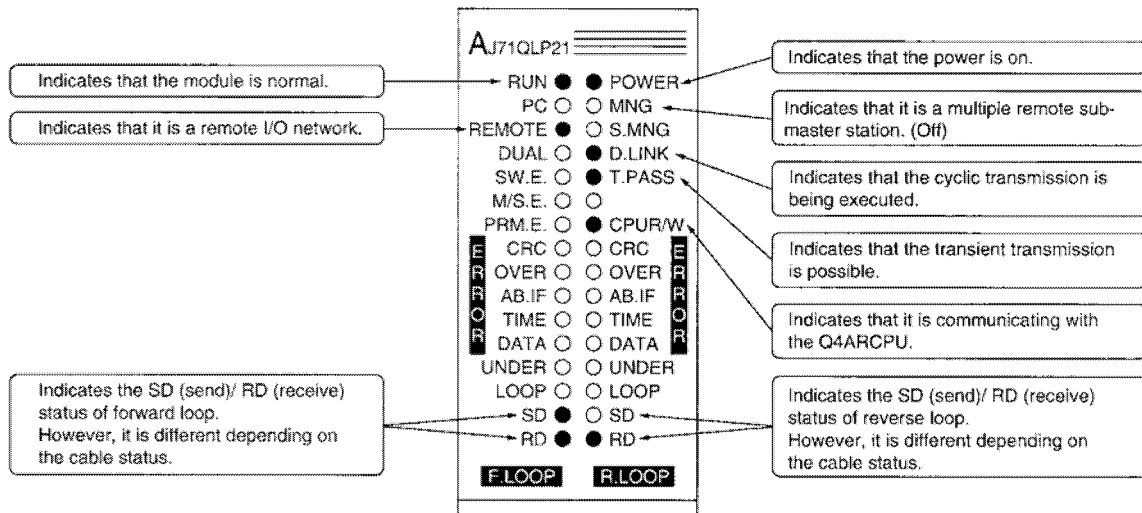 AJ71QLP21
Indicates that the module is normal.
Indicates that it is a remote I/O network.
Indicates the SD (send)/ RD (receive)
status of forward loop.
However, it is different depending on
the cable status.
RUN POWER
PC MNG
REMOTE S.MNG
DUAL D.LINK
SW.E. T.PASS
M/S.E.
PRM.E. CPUR/W
CRC CRC
OVER OVER
AB.IF AB.IF
TIME TIME
DATA DATA
UNDER UNDER
LOOP LOOP
SD SD
RD RD
ERROR ERROR
F.LOOP R.LOOP
Indicates that the power is on.
Indicates that it is a multiple remote sub-
master station. (Off)
Indicates that the cyclic transmission is
being executed.
Indicates that the transient transmission
is possible.
Indicates that it is communicating with
the Q4ARCPU.
Indicates the SD (send)/ RD (receive)
status of reverse loop.
However, it is different depending on
the cable status.